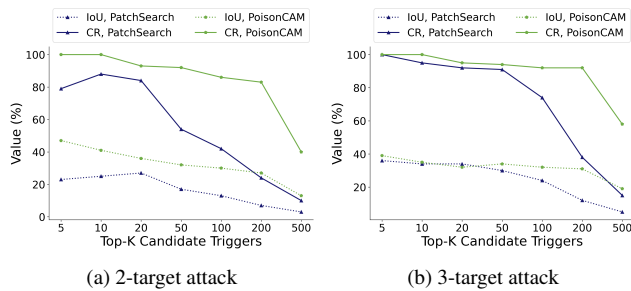 IoU, PatchSearch
IoU, PoisonCAM
CR, PatchSearch
CR, PoisonCAM
Value (%)
100
80
60
40
20
0
5 10 20 50 100 200 500
Top-K Candidate Triggers
(a) 2-target attack
IoU, PatchSearch
IoU, PoisonCAM
CR, PatchSearch
CR, PoisonCAM
Value (%)
100
80
60
40
20
5 10 20 50 100 200 500
Top-K Candidate Triggers
(b) 3-target attack